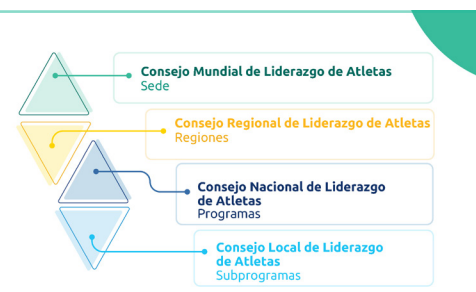 Consejo Mundial de Liderazgo de Atletas
Sede
Consejo Regional de Liderazgo de Atletas
Regiones
Consejo Nacional de Liderazgo
de Atletas
Programas
Consejo Local de Liderazgo
de Atletas
Subprogramas